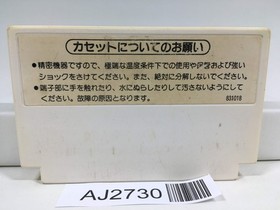 カセットについてのお願い
●精密機器ですので、極端な温度条件下での使用や保管および強い
ショックをさけてください。また、絶対に分解しないでください。
●端子部に手を触れたり、水にぬらしたりして汚さないようにして
ください。故障の原因となります。
831018
AJ2730